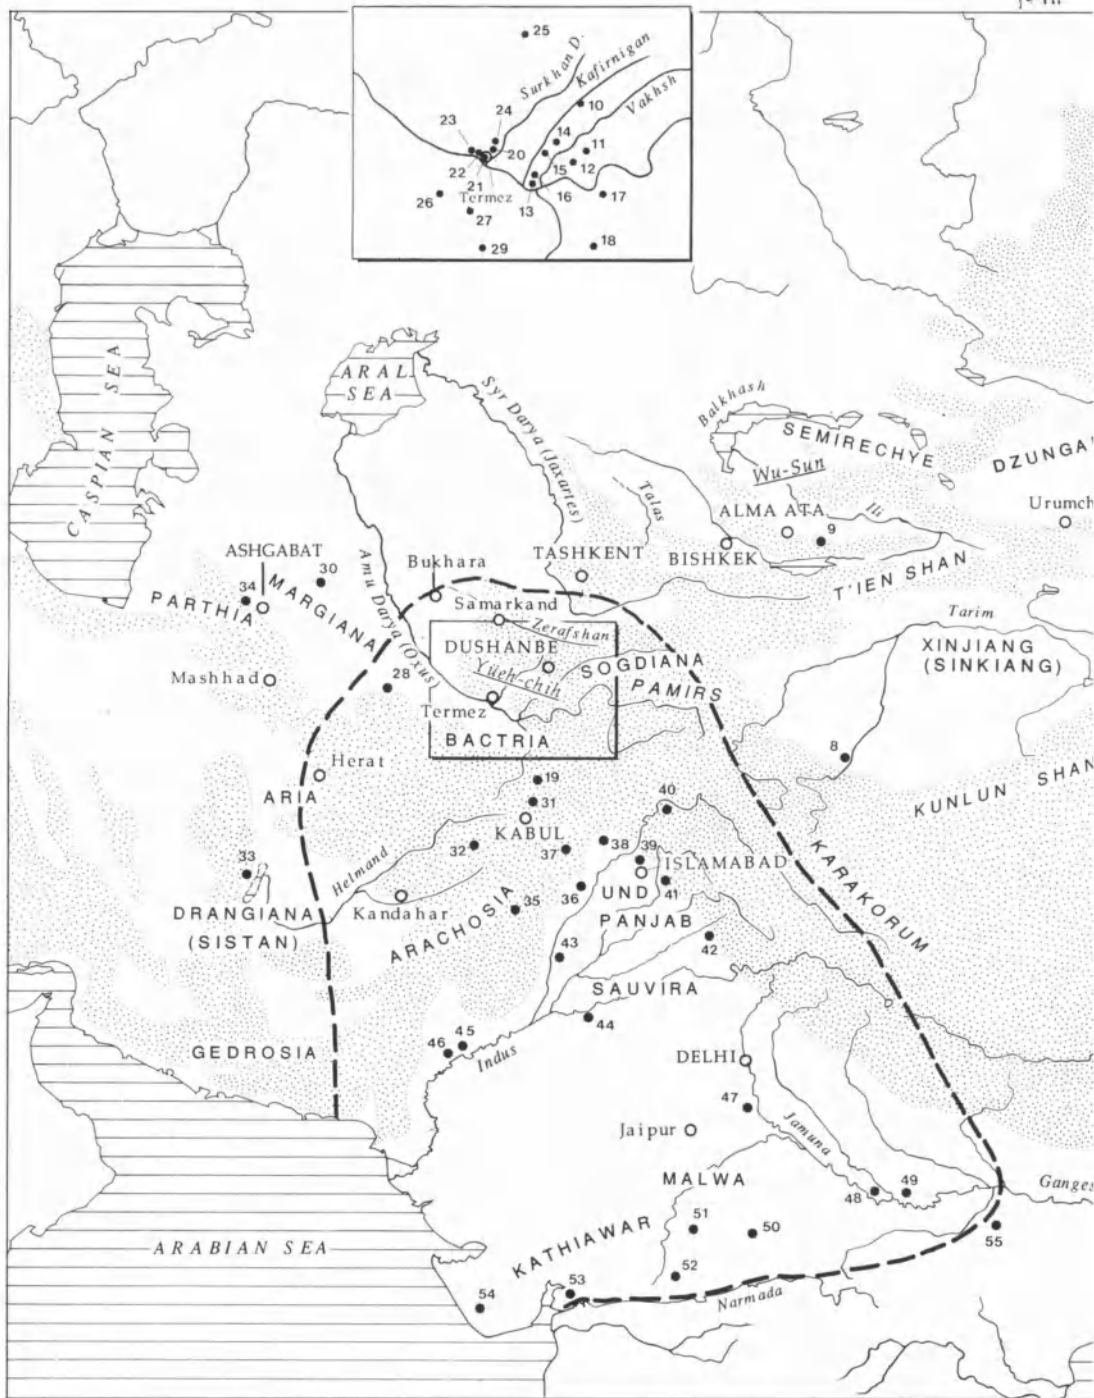 25
Surkhan D.
Kafirnigan
Vakhsh
10
24
23
14
11
20
22
15
12
21
16
Termez
13
17
26
27
29
18
CASPIAN SEA
ARAL
SEA
Syr Darya (Jaxartes)
Balkhash
SEMIRECHYE
DZUNGA
Wu-Sun
Talas
ALMA ATA
Ili
Urumch
9
BISHKEK
TASHKENT
T'IEN SHAN
ASHGABAT
30
Bukhara
34
PARTHIA
MARGIANA
Amu Darya (Oxus)
Samarkand
Zerafshan
Tarim
XINJIANG
(SINKIANG)
DUSHANBE
SOGDIANA
Yüeh-chih
PAMIRS
Mashhad
28
Termez
BACTRIA
8
Herat
19
ARIA
31
40
KUNLUN SHAN
KABUL
38
39
32
37
ISLAMABAD
33
Helmand
36
UND
41
KARAKORUM
Kandahar
35
DRANGIANA
(SISTAN)
ARACHOSIA
PANJAB
42
43
SAUVIRA
44
45
46
Indus
GEDROSIA
DELHI
47
Jaipur
Jamuna
MALWA
48
49
Ganges
51
50
55
KATHIAWAR
ARABIAN SEA
52
53
54
Narmada